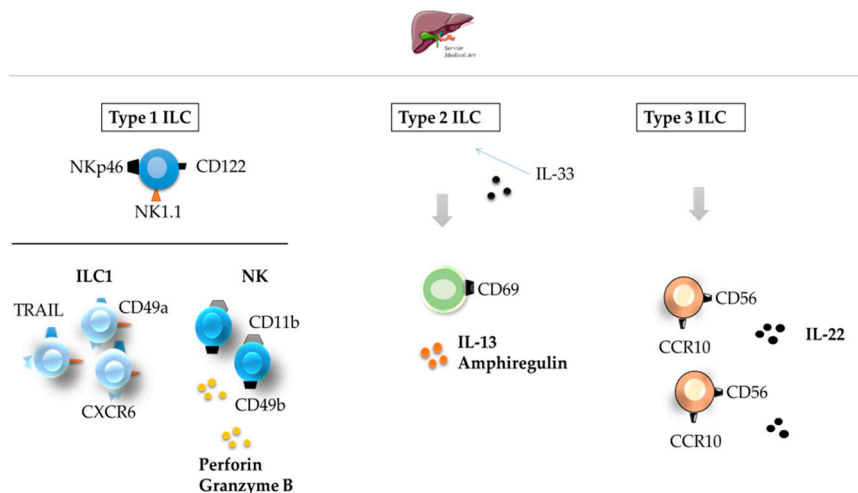 Servier
Medical Art
Type 1 ILC
NKp46
CD122
NK1.1
ILC1
NK
TRAIL
CD49a
CXCR6
CD11b
CD49b
Perforin
Granzyme B
Type 2 ILC
IL-33
CD69
IL-13
Amphiregulin
Type 3 ILC
CD56
CCR10
IL-22
CD56
CCR10